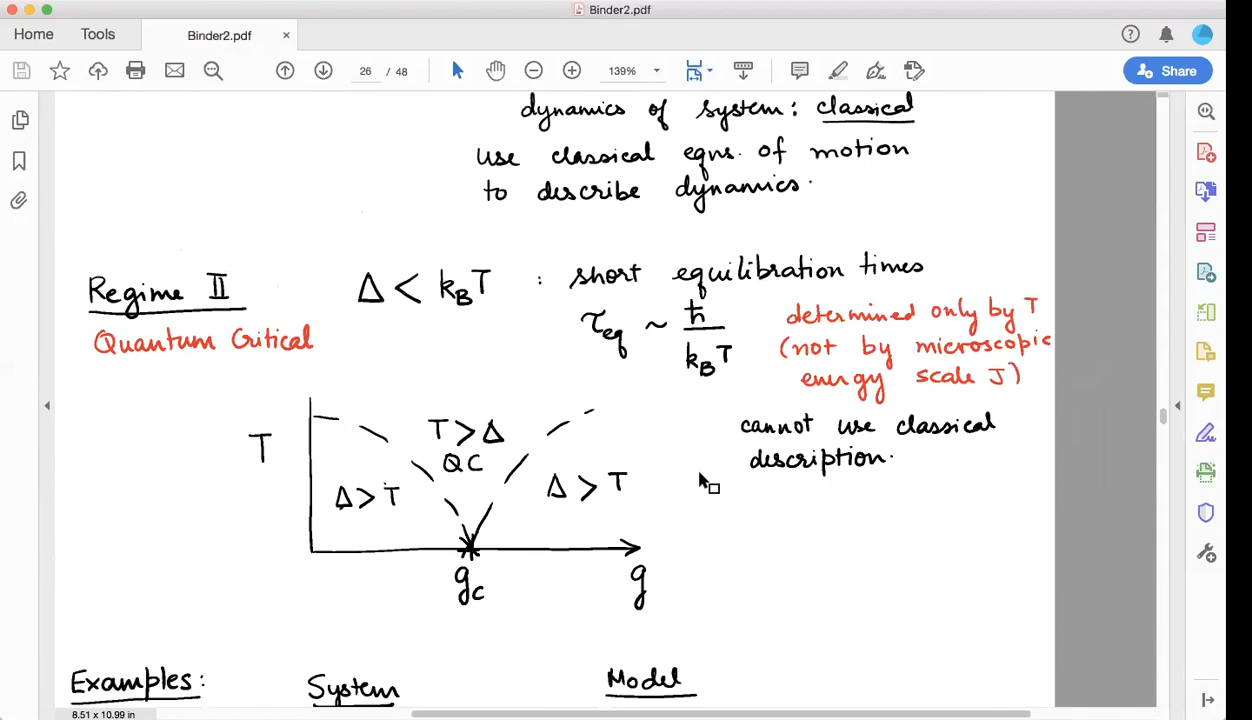 Binder2.pdf
Home
Tools
Binder2.pdf
×
26 / 48
139%
Share
dynamics of system: classical
use classical eqns. of motion
to describe dynamics.
Regime II
Δ < k_B T : short equilibration times
Quantum Critical
τ_eq ~ ħ / k_B T
determined only by T
(not by microscopic
energy scale J)
cannot use classical
description.
T
T > Δ
QC
Δ > T
Δ > T
g_c
g
Examples:
System
Model
8.51 x 10.99 in